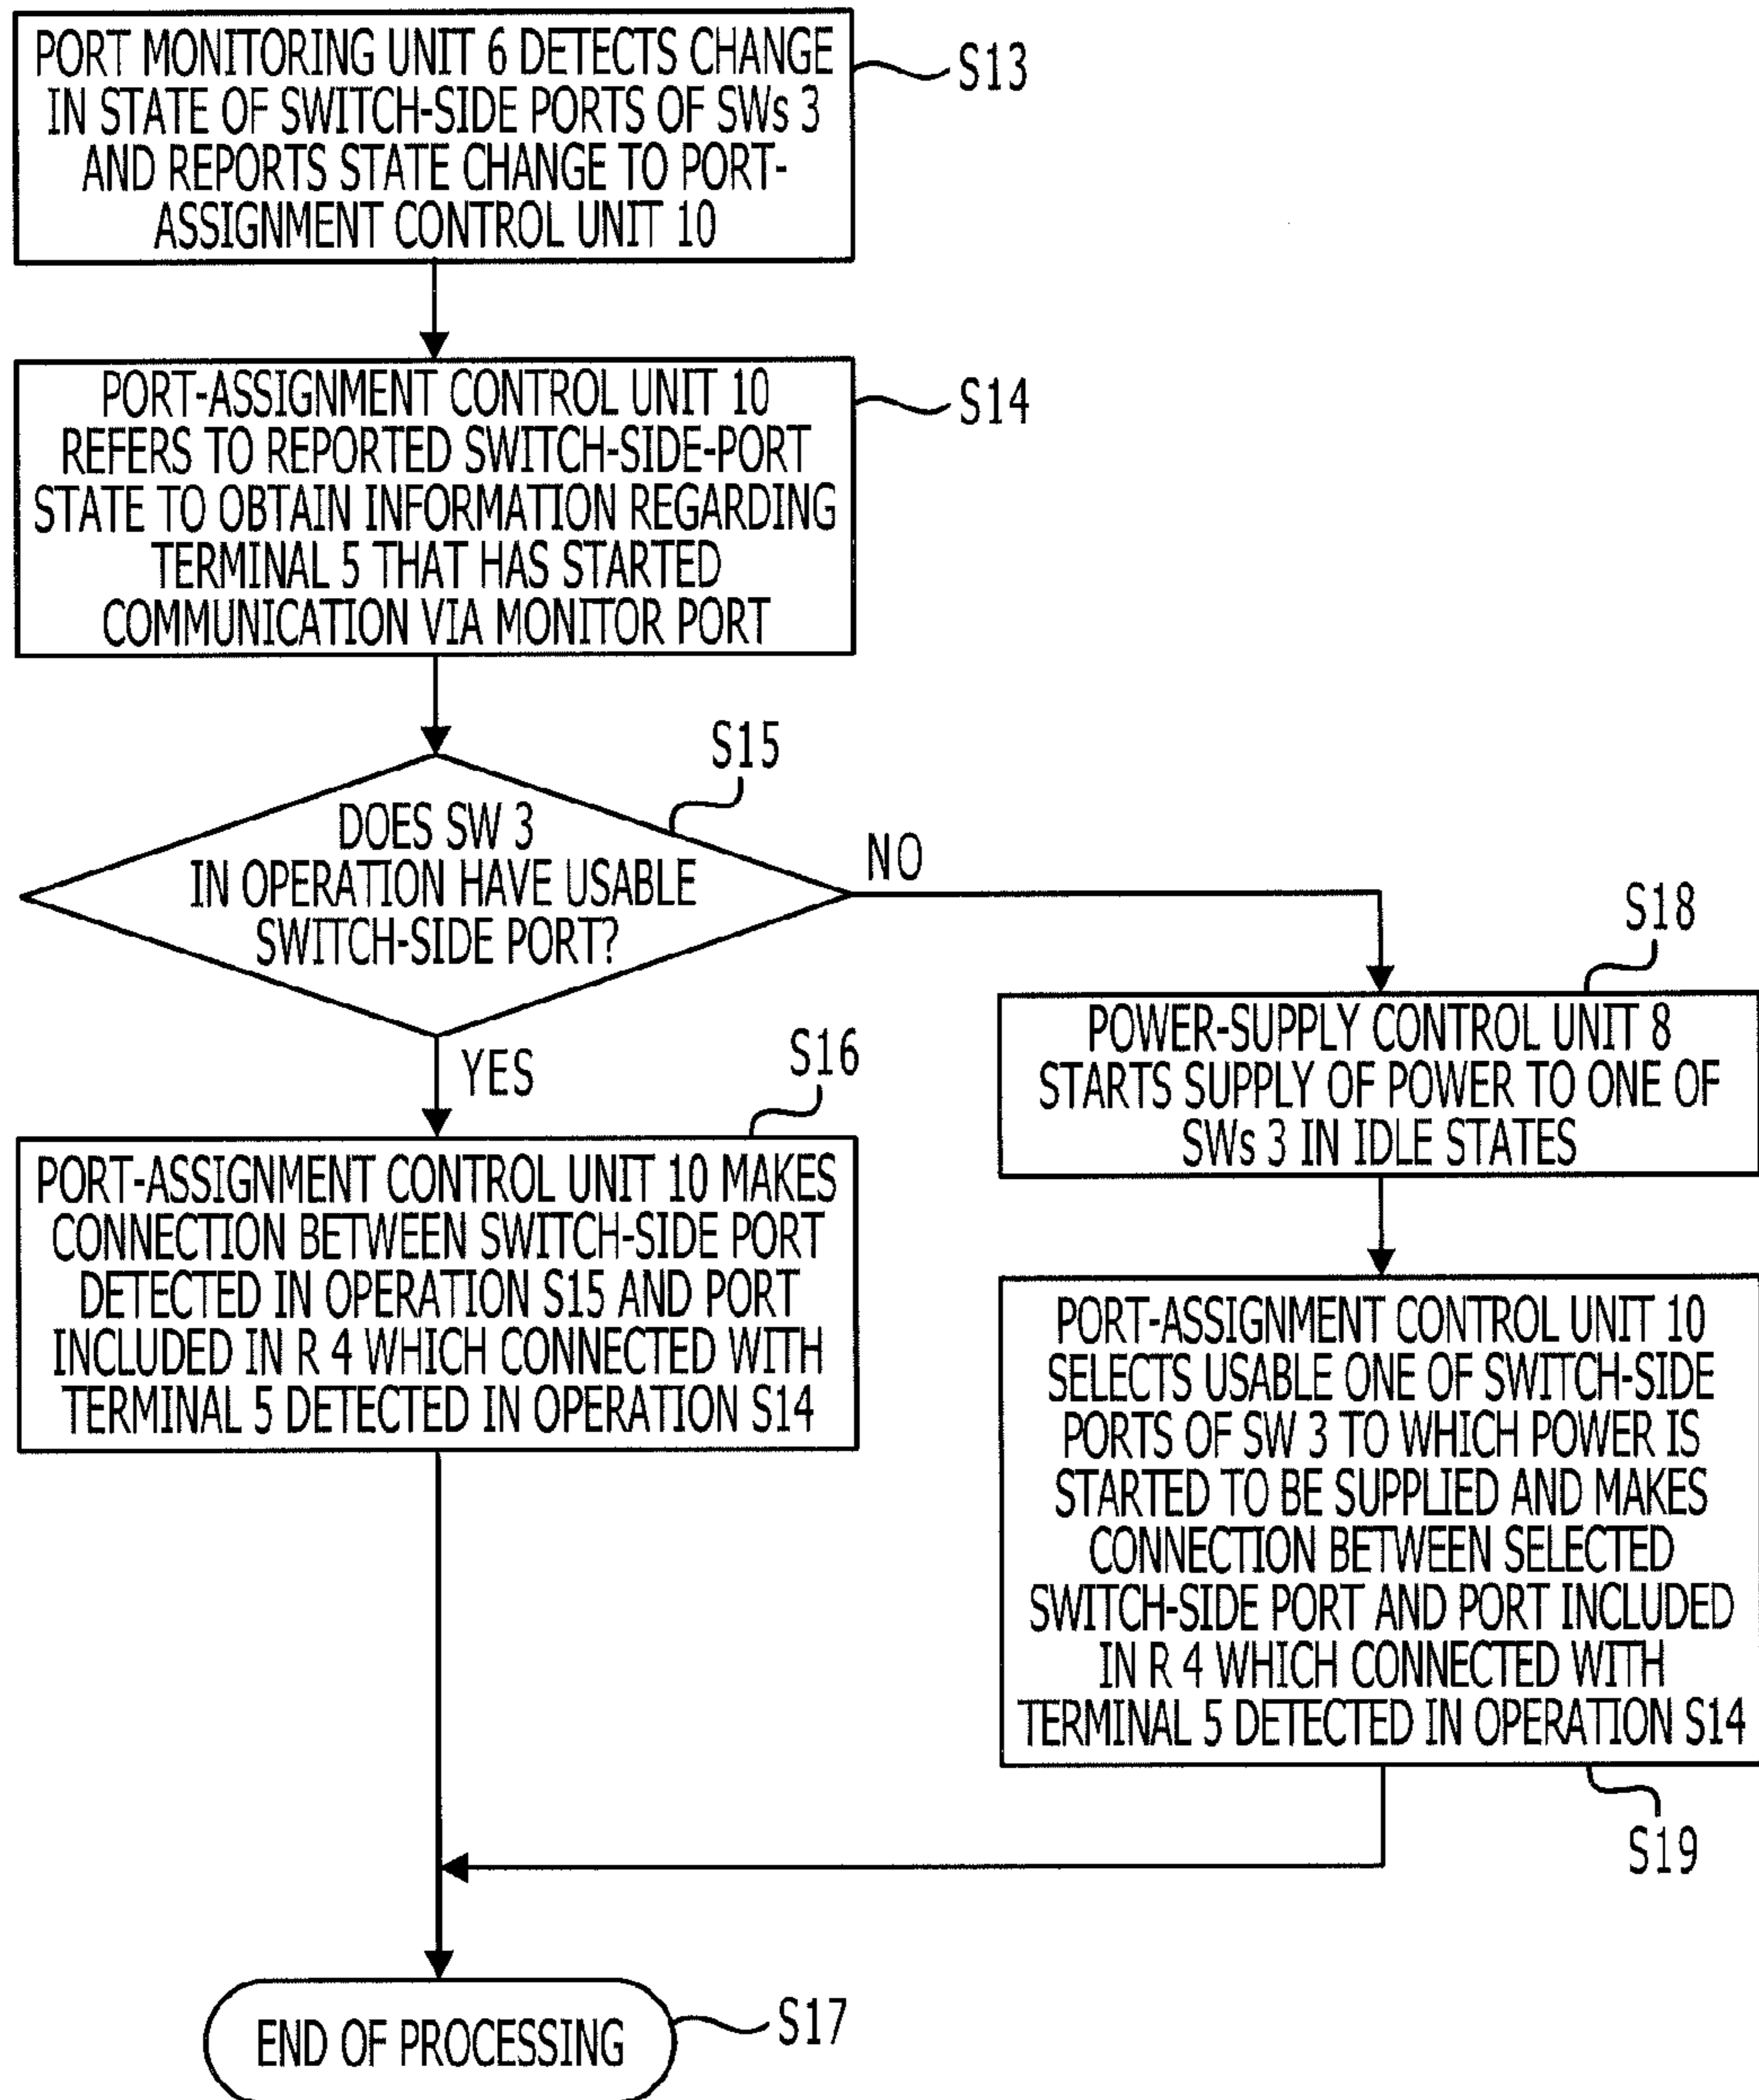 PORT MONITORING UNIT 6 DETECTS CHANGE
IN STATE OF SWITCH-SIDE PORTS OF SWs 3
AND REPORTS STATE CHANGE TO PORT-
ASSIGNMENT CONTROL UNIT 10
S13
PORT-ASSIGNMENT CONTROL UNIT 10
REFERS TO REPORTED SWITCH-SIDE-PORT
STATE TO OBTAIN INFORMATION REGARDING
TERMINAL 5 THAT HAS STARTED
COMMUNICATION VIA MONITOR PORT
S14
S15
DOES SW 3
IN OPERATION HAVE USABLE
SWITCH-SIDE PORT?
NO
YES
S16
PORT-ASSIGNMENT CONTROL UNIT 10 MAKES
CONNECTION BETWEEN SWITCH-SIDE PORT
DETECTED IN OPERATION S15 AND PORT
INCLUDED IN R 4 WHICH CONNECTED WITH
TERMINAL 5 DETECTED IN OPERATION S14
S18
POWER-SUPPLY CONTROL UNIT 8
STARTS SUPPLY OF POWER TO ONE OF
SWs 3 IN IDLE STATES
PORT-ASSIGNMENT CONTROL UNIT 10
SELECTS USABLE ONE OF SWITCH-SIDE
PORTS OF SW 3 TO WHICH POWER IS
STARTED TO BE SUPPLIED AND MAKES
CONNECTION BETWEEN SELECTED
SWITCH-SIDE PORT AND PORT INCLUDED
IN R 4 WHICH CONNECTED WITH
TERMINAL 5 DETECTED IN OPERATION S14
S19
END OF PROCESSING
S17